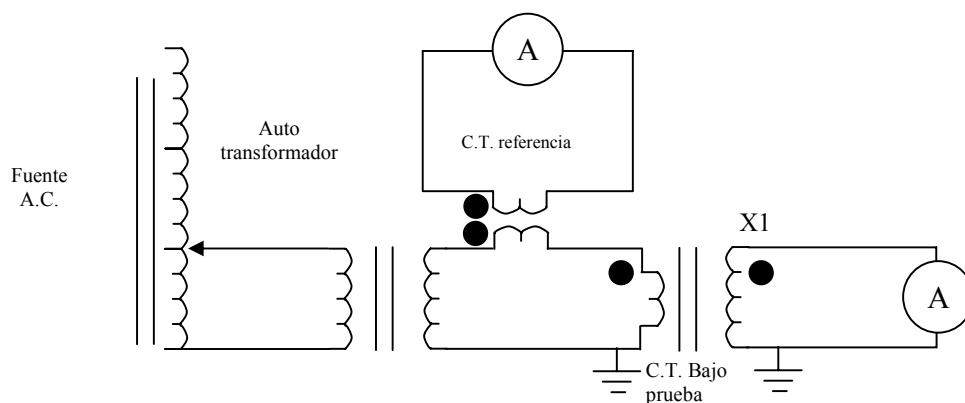 A
Auto
transformador
C.T. referencia
Fuente
A.C.
X1
A
C.T. Bajo
prueba